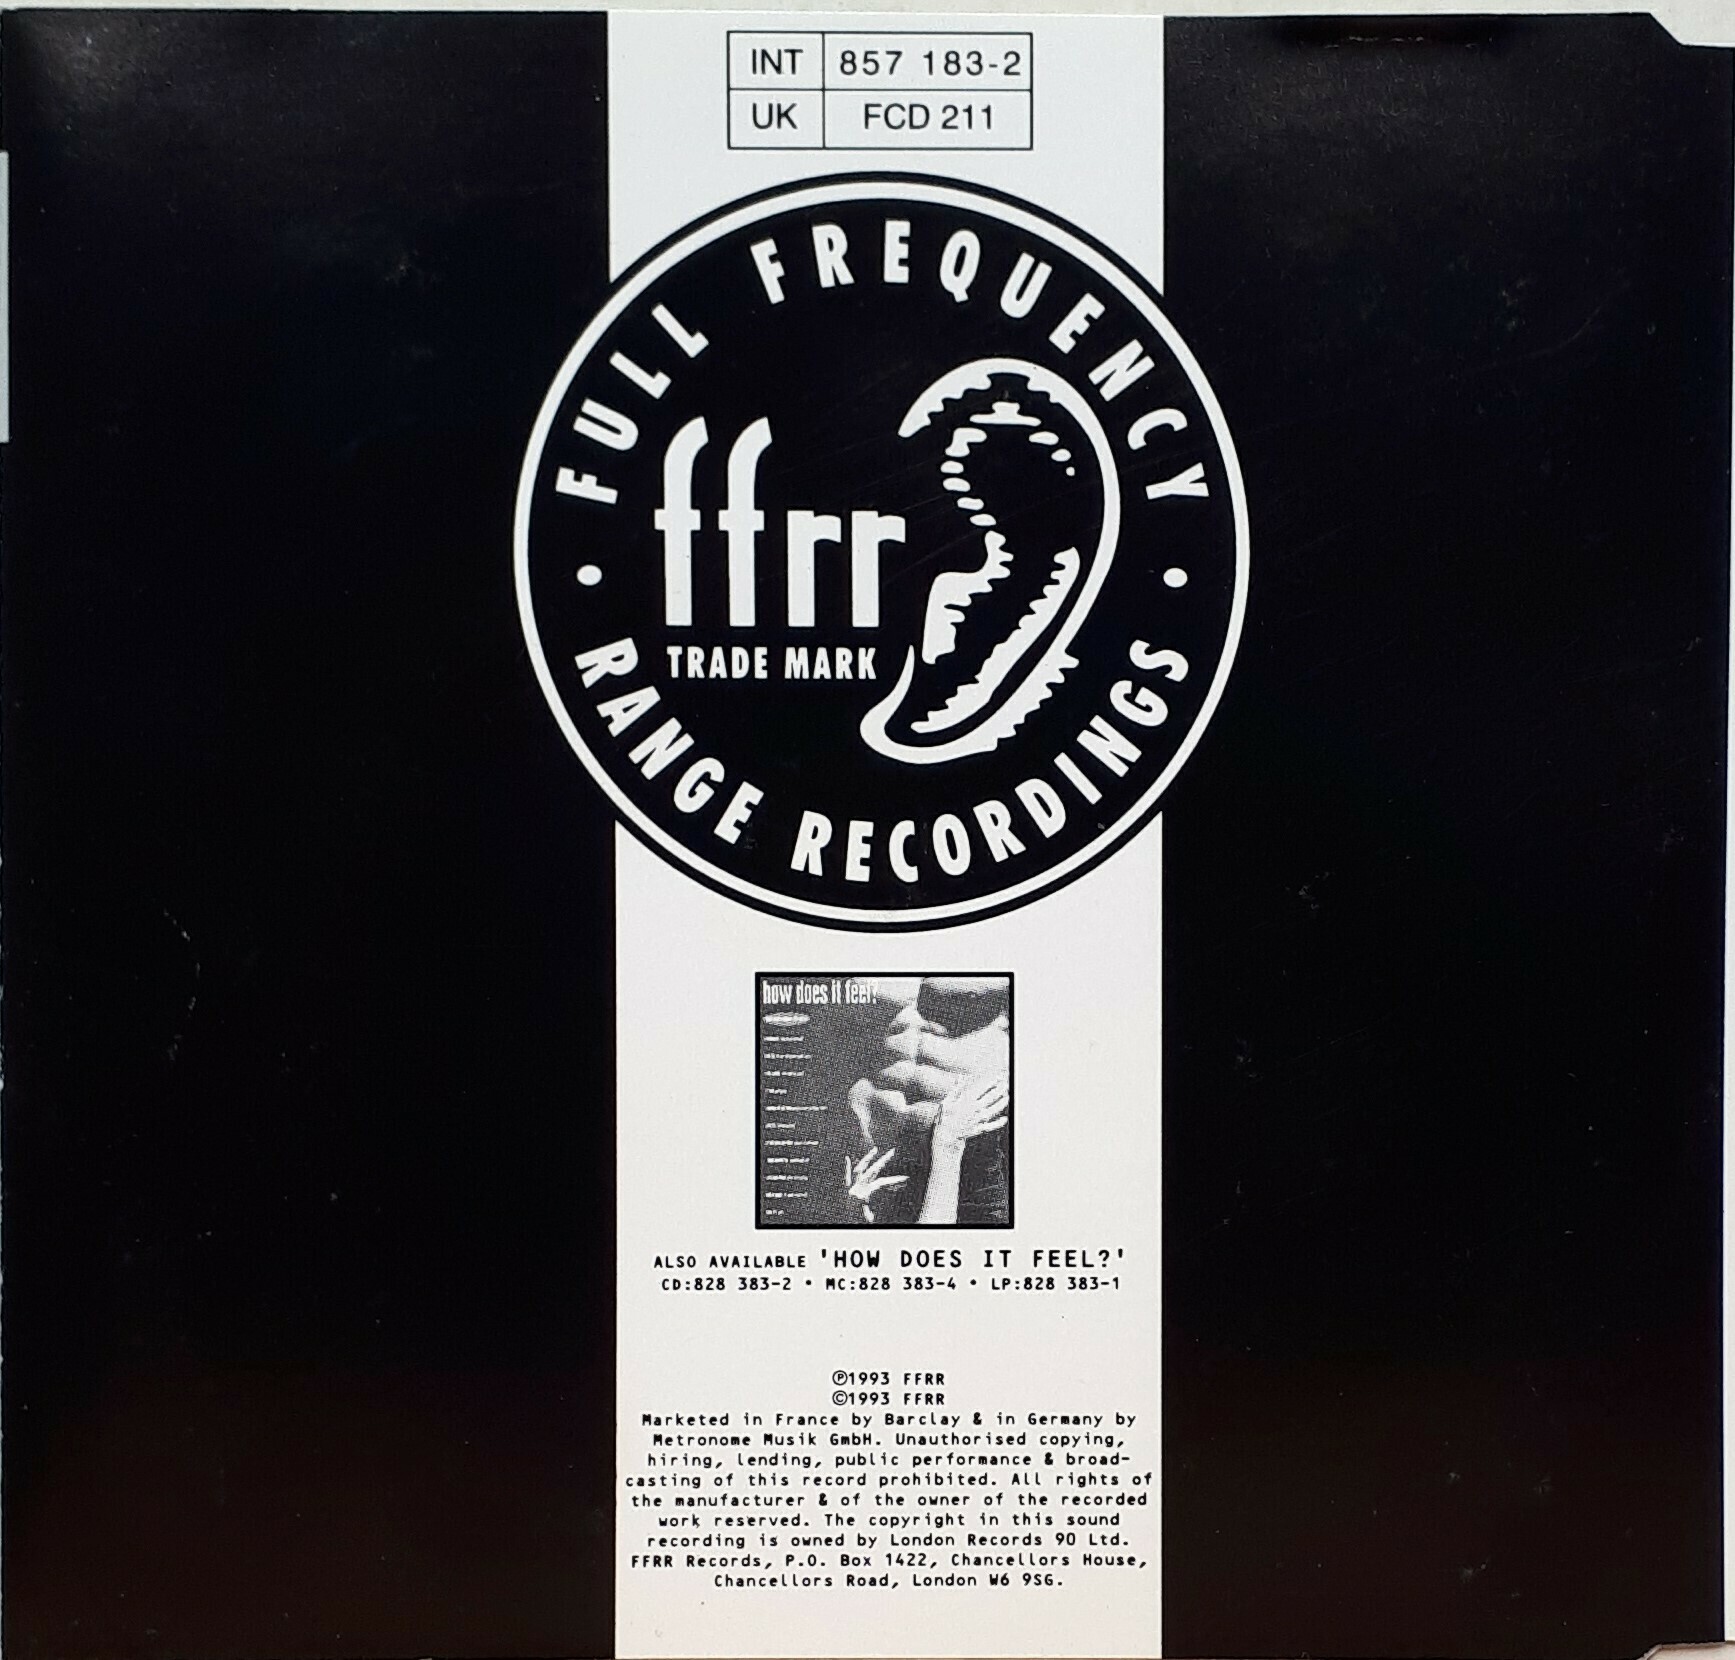 INT 857 183-2
UK FCD 211
FULL FREQUENCY
ffrr
TRADE MARK
RANGE RECORDINGS
how does it feel?
ALSO AVAILABLE 'HOW DOES IT FEEL?'
CD:828 383-2 • MC:828 383-4 • LP:828 383-1
℗1993 FFRR
©1993 FFRR
Marketed in France by Barclay & in Germany by
Metronome Musik GmbH. Unauthorised copying,
hiring, lending, public performance & broad-
casting of this record prohibited. All rights of
the manufacturer & of the owner of the recorded
work reserved. The copyright in this sound
recording is owned by London Records 90 Ltd.
FFRR Records, P.O. Box 1422, Chancellors House,
Chancellors Road, London W6 9SG.